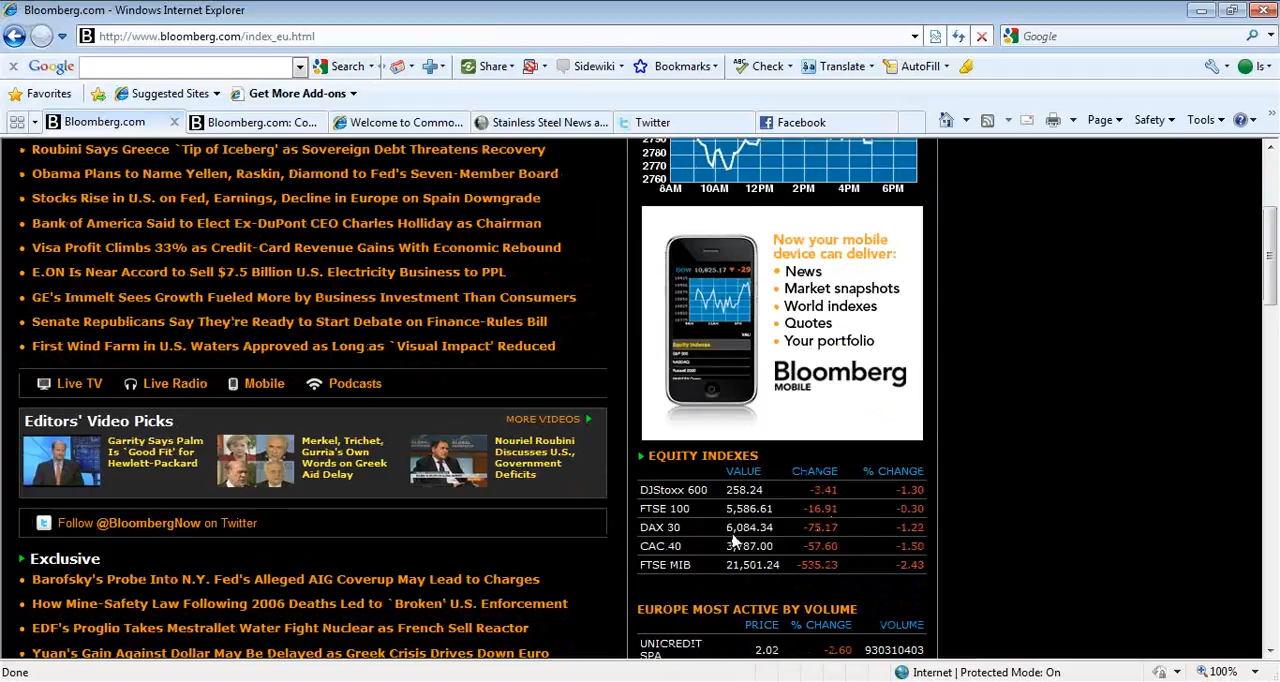 Bloomberg.com - Windows Internet Explorer
http://www.bloomberg.com/index_eu.html
Google
Google
Search
Share
Sidewiki
Bookmarks
Check
Translate
AutoFill
Is
Favorites
Suggested Sites
Get More Add-ons
Bloomberg.com
Bloomberg.com: Co...
Welcome to Commo...
Stainless Steel News a...
Twitter
Facebook
Page
Safety
Tools
Roubini Says Greece `Tip of Iceberg' as Sovereign Debt Threatens Recovery
Obama Plans to Name Yellen, Raskin, Diamond to Fed's Seven-Member Board
Stocks Rise in U.S. on Fed, Earnings, Decline in Europe on Spain Downgrade
Bank of America Said to Elect Ex-DuPont CEO Charles Holliday as Chairman
Visa Profit Climbs 33% as Credit-Card Revenue Gains With Economic Rebound
E.ON Is Near Accord to Sell $7.5 Billion U.S. Electricity Business to PPL
GE's Immelt Sees Growth Fueled More by Business Investment Than Consumers
Senate Republicans Say They're Ready to Start Debate on Finance-Rules Bill
First Wind Farm in U.S. Waters Approved as Long as `Visual Impact' Reduced
Live TV Live Radio Mobile Podcasts
Editors' Video Picks MORE VIDEOS
Garrity Says Palm
Is `Good Fit' for
Hewlett-Packard
Merkel, Trichet,
Gurria's Own
Words on Greek
Aid Delay
Nouriel Roubini
Discusses U.S.,
Government
Deficits
Follow @BloombergNow on Twitter
Exclusive
Barofsky's Probe Into N.Y. Fed's Alleged AIG Coverup May Lead to Charges
How Mine-Safety Law Following 2006 Deaths Led to `Broken' U.S. Enforcement
EDF's Proglio Takes Mestrallet Water Fight Nuclear as French Sell Reactor
Yuan's Gain Against Dollar May Be Delayed as Greek Crisis Drives Down Euro
2790
2780
2770
2760
8AM 10AM 12PM 2PM 4PM 6PM
Now your mobile
device can deliver:
News
Market snapshots
World indexes
Quotes
Your portfolio
Bloomberg
MOBILE
DOW 10,825.17 -29
Equity Indexes
EQUITY INDEXES
VALUE CHANGE % CHANGE
DJStoxx 600 258.24 -3.41 -1.30
FTSE 100 5,586.61 -16.91 -0.30
DAX 30 6,084.34 -75.17 -1.22
CAC 40 3,787.00 -57.60 -1.50
FTSE MIB 21,501.24 -535.23 -2.43
EUROPE MOST ACTIVE BY VOLUME
PRICE % CHANGE VOLUME
UNICREDIT
SPA 2.02 -2.60 930310403
Done
Internet | Protected Mode: On
100%